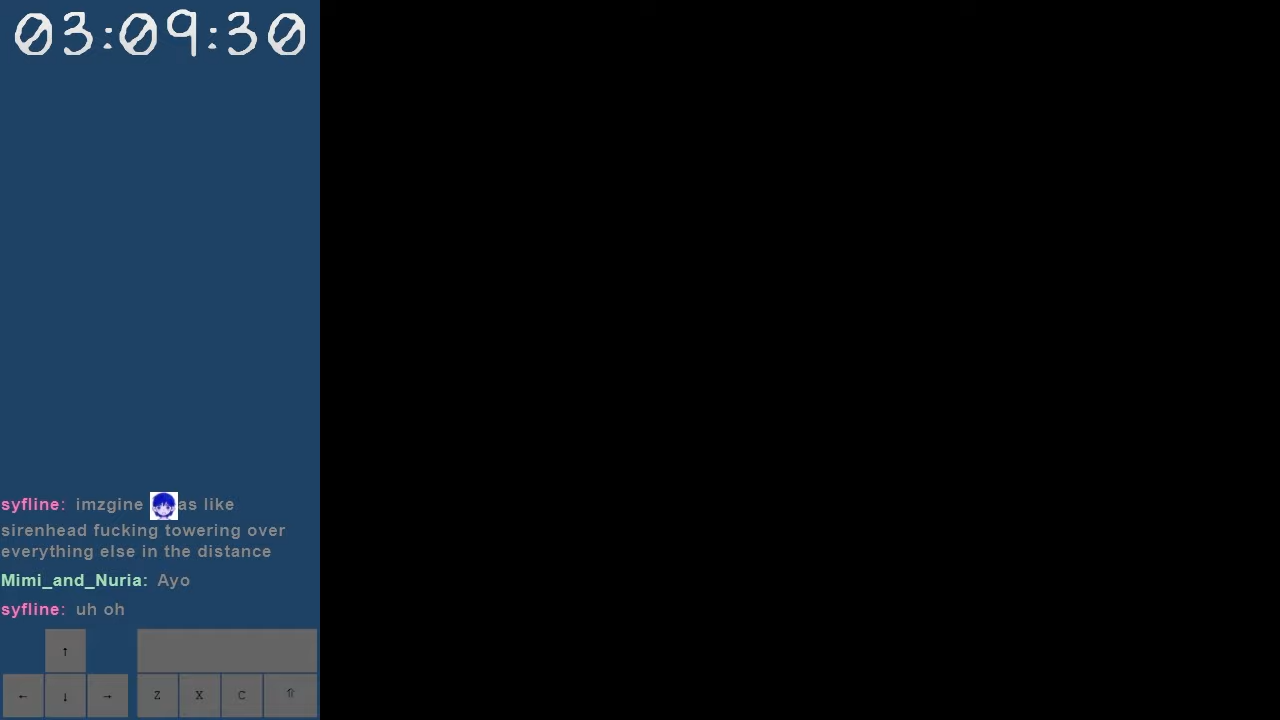 03:09:30
syfline: imzgine as like
sirenhead fucking towering over
everything else in the distance
Mimi_and_Nuria: Ayo
syfline: uh oh
↑
← ↓ → Z X C ⇧